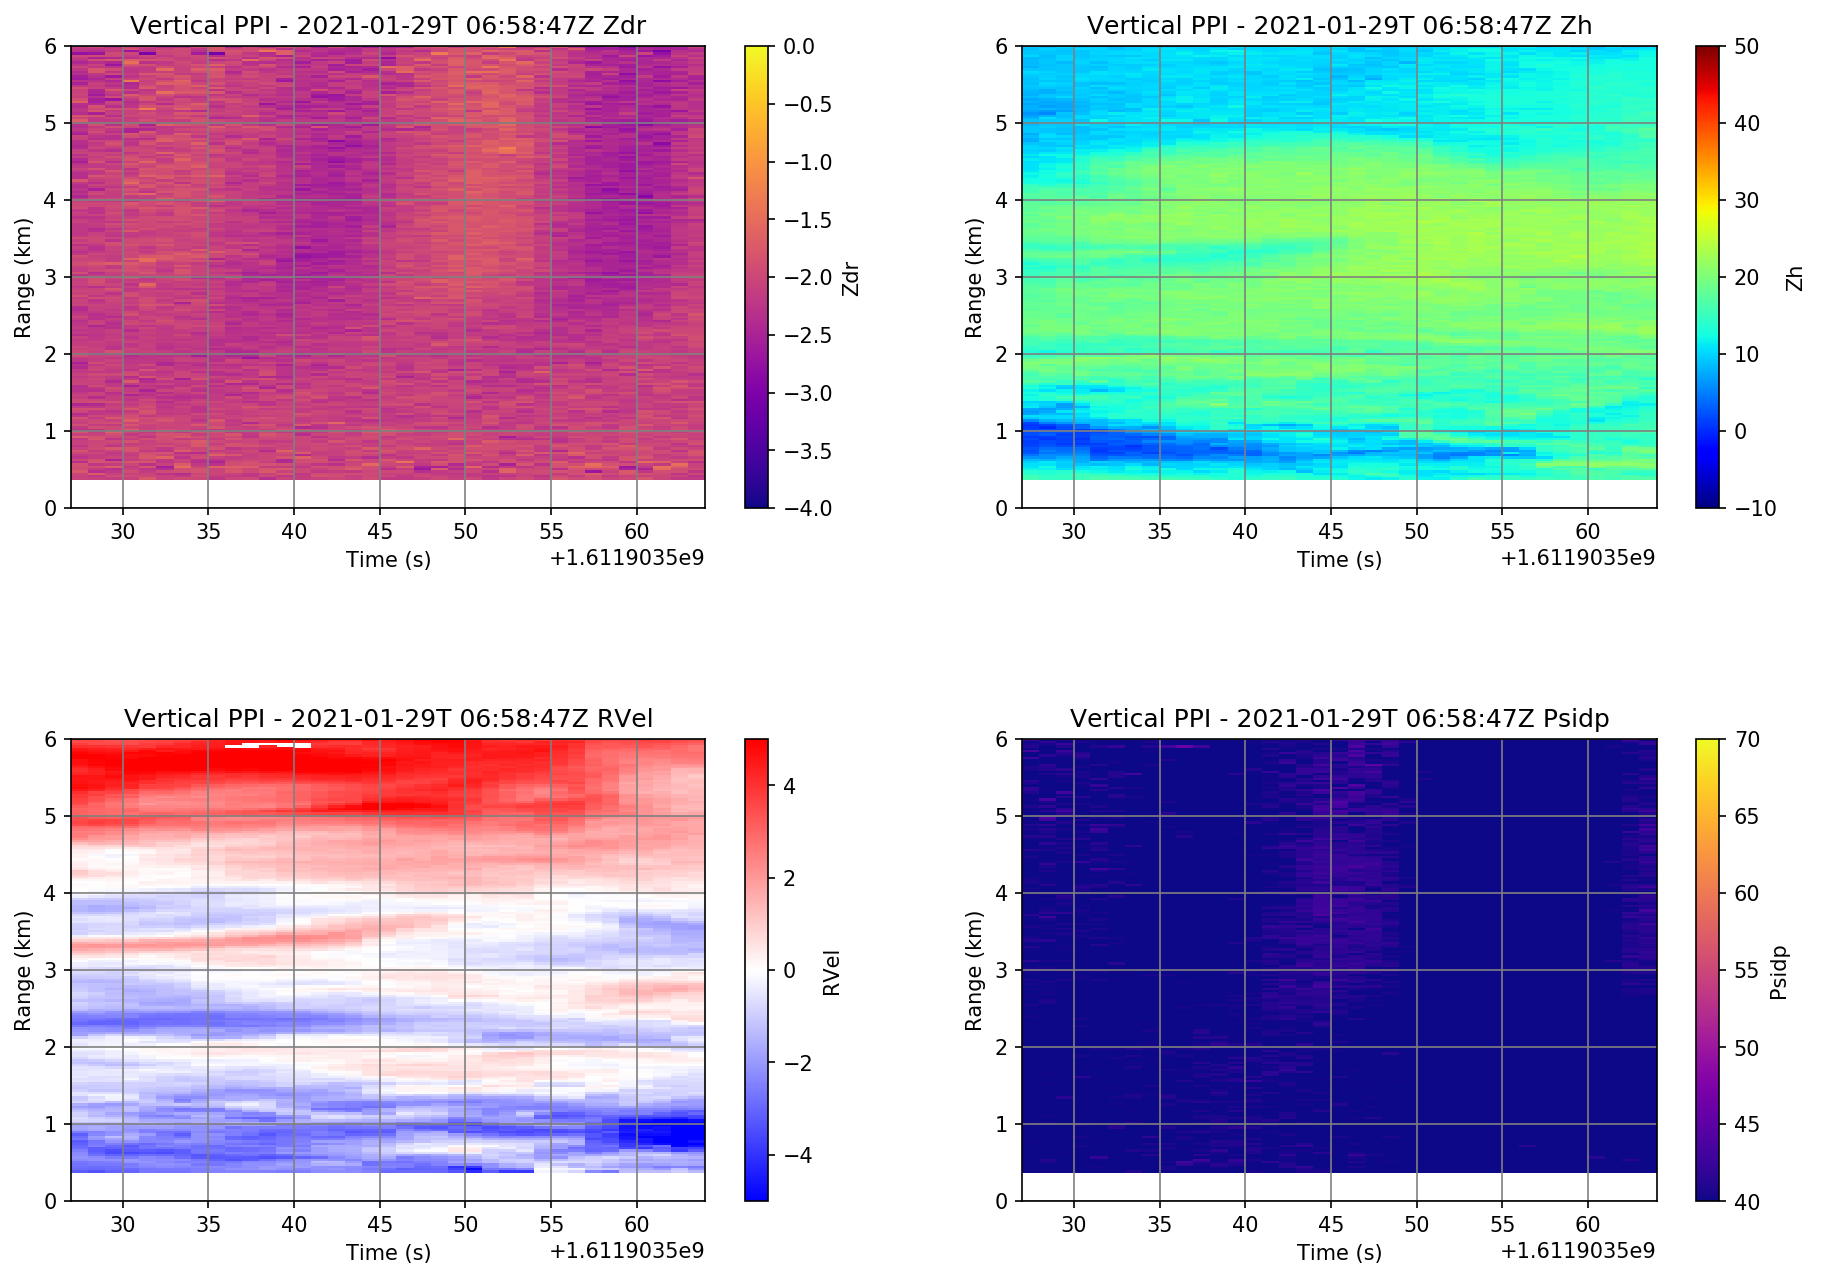 Vertical PPI - 2021-01-29T 06:58:47Z Zdr
6
5
4
3
2
1
0
Range (km)
30 35 40 45 50 55 60
Time (s)
+1.61119035e9
0.0
−0.5
−1.0
−1.5
−2.0
−2.5
−3.0
−3.5
−4.0
Zdr
Vertical PPI - 2021-01-29T 06:58:47Z Zh
6
5
4
3
2
1
0
Range (km)
30 35 40 45 50 55 60
Time (s)
+1.61119035e9
50
40
30
20
10
0
−10
Zh
Vertical PPI - 2021-01-29T 06:58:47Z RVel
6
5
4
3
2
1
0
Range (km)
30 35 40 45 50 55 60
Time (s)
+1.61119035e9
4
2
0
−2
−4
RVel
Vertical PPI - 2021-01-29T 06:58:47Z Psidp
6
5
4
3
2
1
0
Range (km)
30 35 40 45 50 55 60
Time (s)
+1.61119035e9
70
65
60
55
50
45
40
Psidp